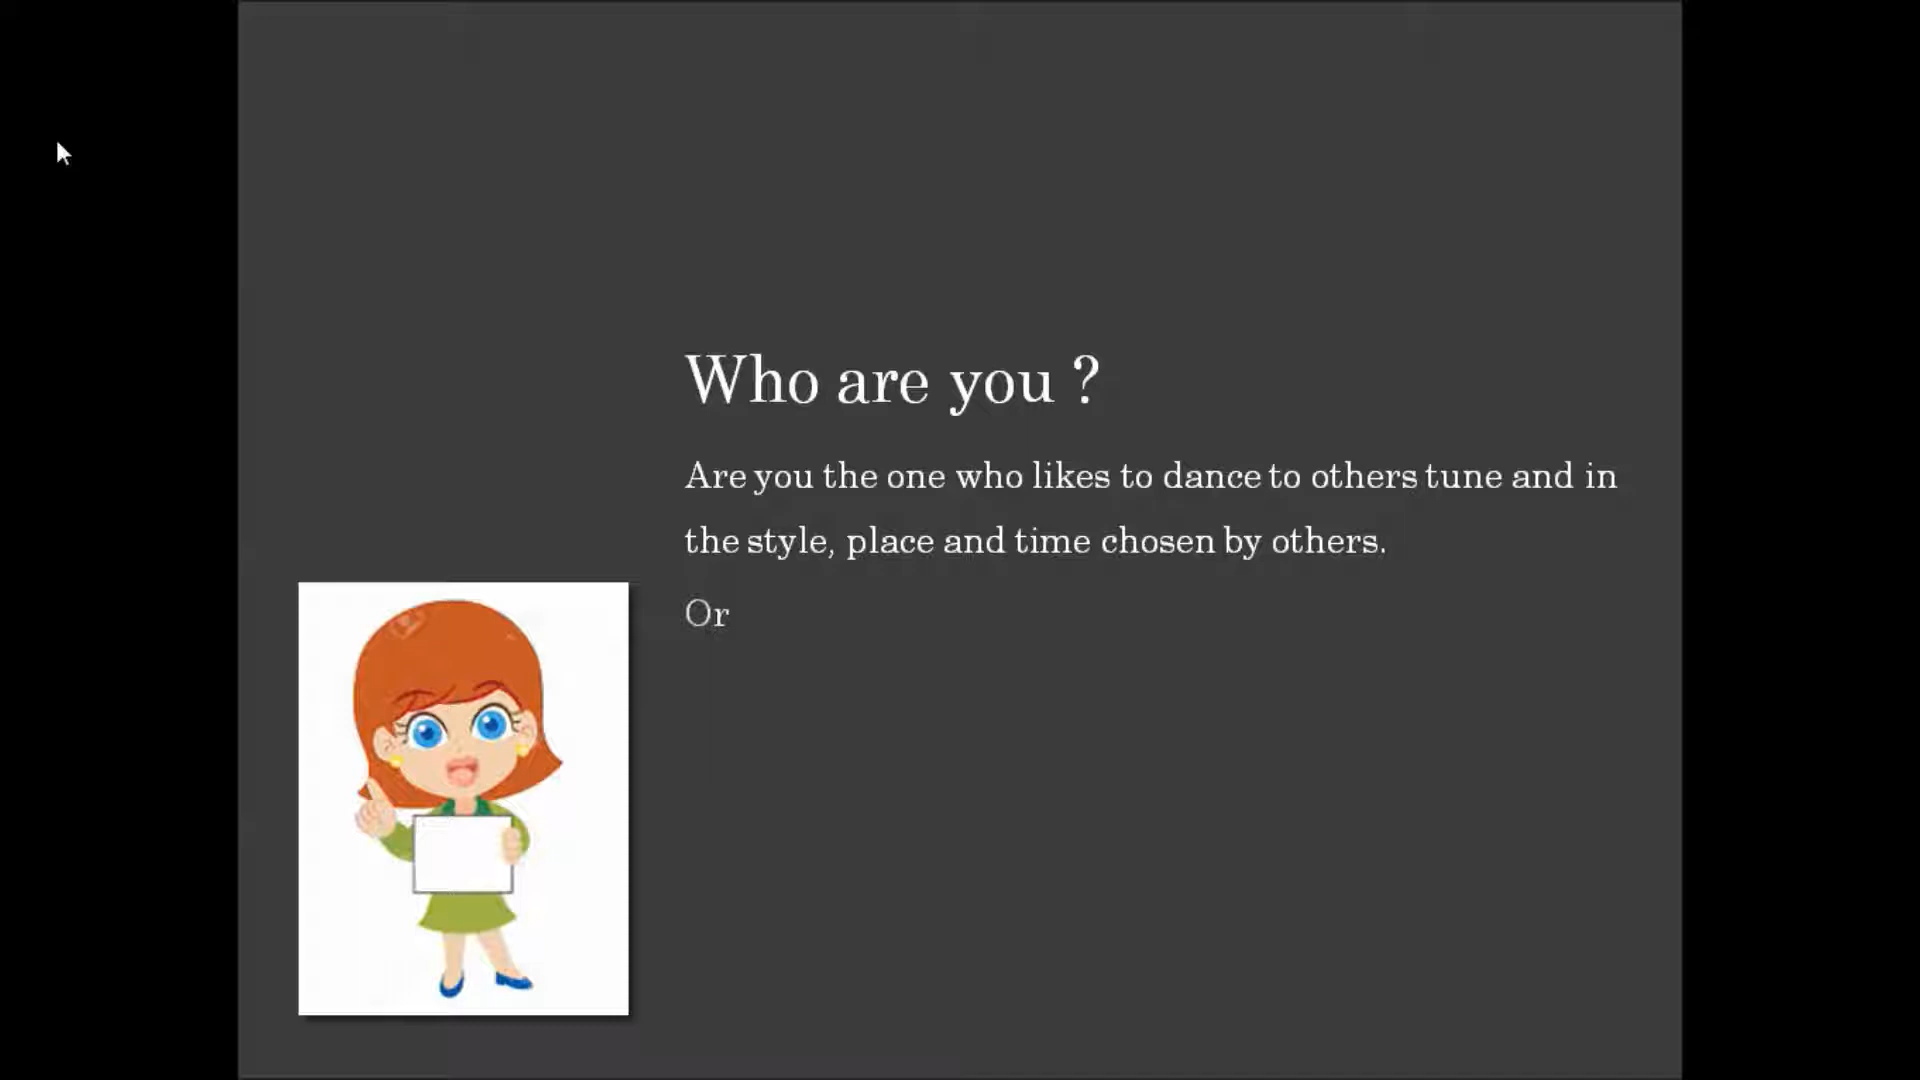 Who are you ?
Are you the one who likes to dance to others tune and in
the style, place and time chosen by others.
Or